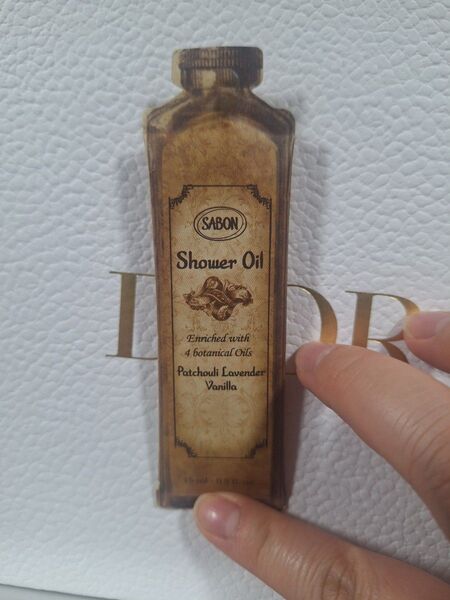 SABON
Shower Oil
Enriched with
4 botanical Oils
Patchouli Lavender
Vanilla